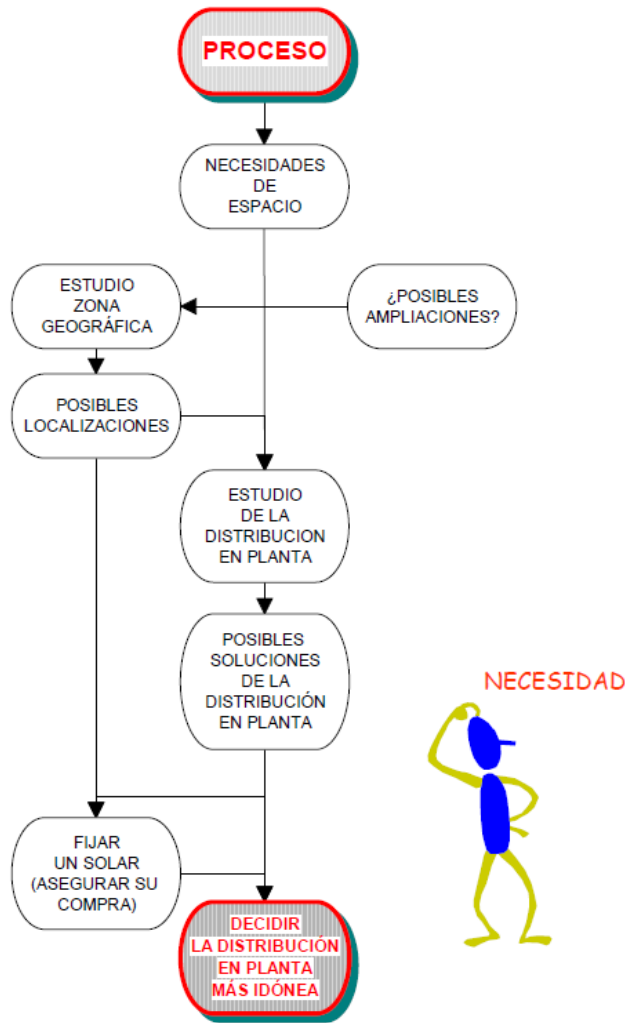 PROCESO
NECESIDADES
DE
ESPACIO
ESTUDIO
ZONA
GEOGRÁFICA
¿POSIBLES
AMPLIACIONES?
POSIBLES
LOCALIZACIONES
ESTUDIO
DE LA
DISTRIBUCION
EN PLANTA
POSIBLES
SOLUCIONES
DE LA
DISTRIBUCIÓN
EN PLANTA
NECESIDAD
FIJAR
UN SOLAR
(ASEGURAR SU
COMPRA)
DECIDIR
LA DISTRIBUCIÓN
EN PLANTA
MÁS IDÓNEA